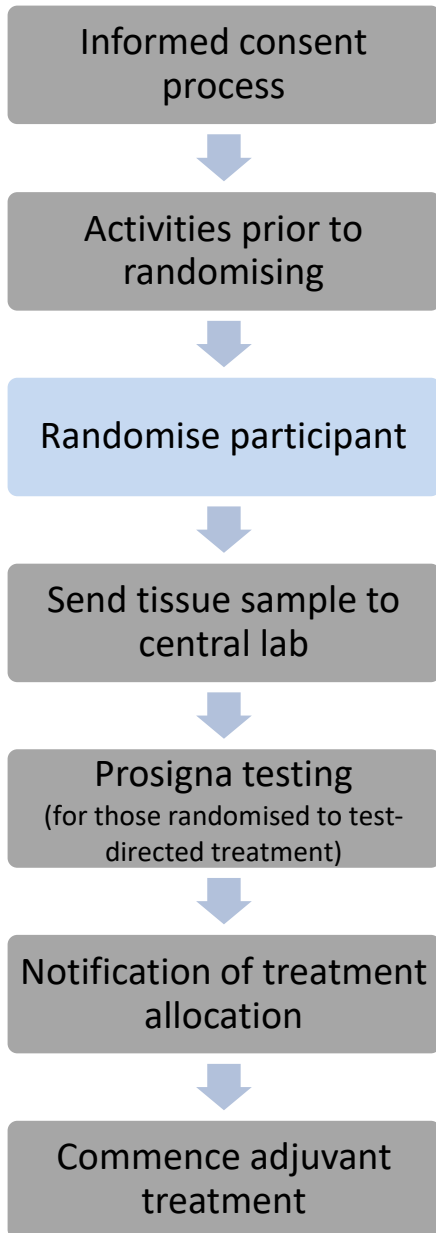 Informed consent
process
Activities prior to
randomising
Randomise participant
Send tissue sample to
central lab
Prosigna testing
(for those randomised to test-
directed treatment)
Notification of treatment
allocation
Commence adjuvant
treatment